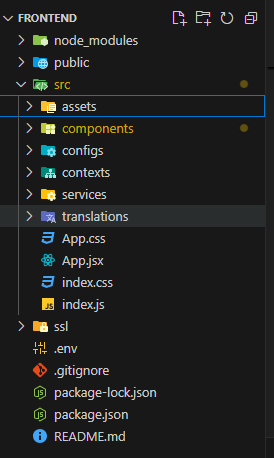 FRONTEND
node_modules
public
src
assets
components
configs
contexts
services
translations
App.css
App.jsx
index.css
index.js
ssl
.env
.gitignore
package-lock.json
package.json
README.md